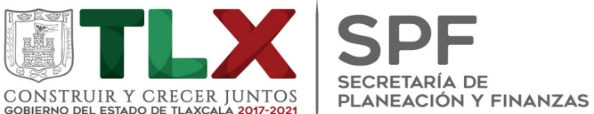 TLX
CONSTRUIR Y CRECER JUNTOS
GOBIERNO DEL ESTADO DE TLAXCALA 2017-2021
SPF
SECRETARÍA DE
PLANEACIÓN Y FINANZAS